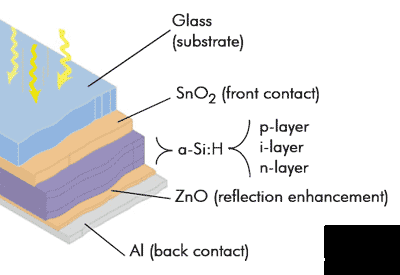 Glass
(substrate)
SnO₂ (front contact)
a-Si:H
p-layer
i-layer
n-layer
ZnO (reflection enhancement)
Al (back contact)